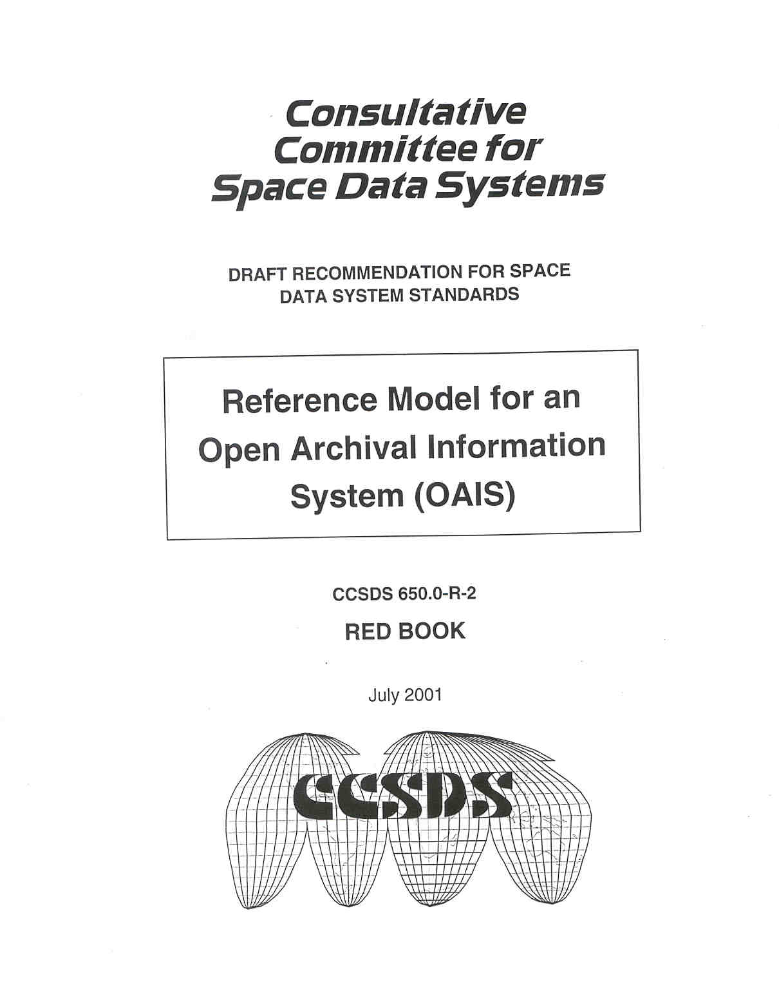 Consultative
Committee for
Space Data Systems
DRAFT RECOMMENDATION FOR SPACE
DATA SYSTEM STANDARDS
Reference Model for an
Open Archival Information
System (OAIS)
CCSDS 650.0-R-2
RED BOOK
July 2001
CCSDS